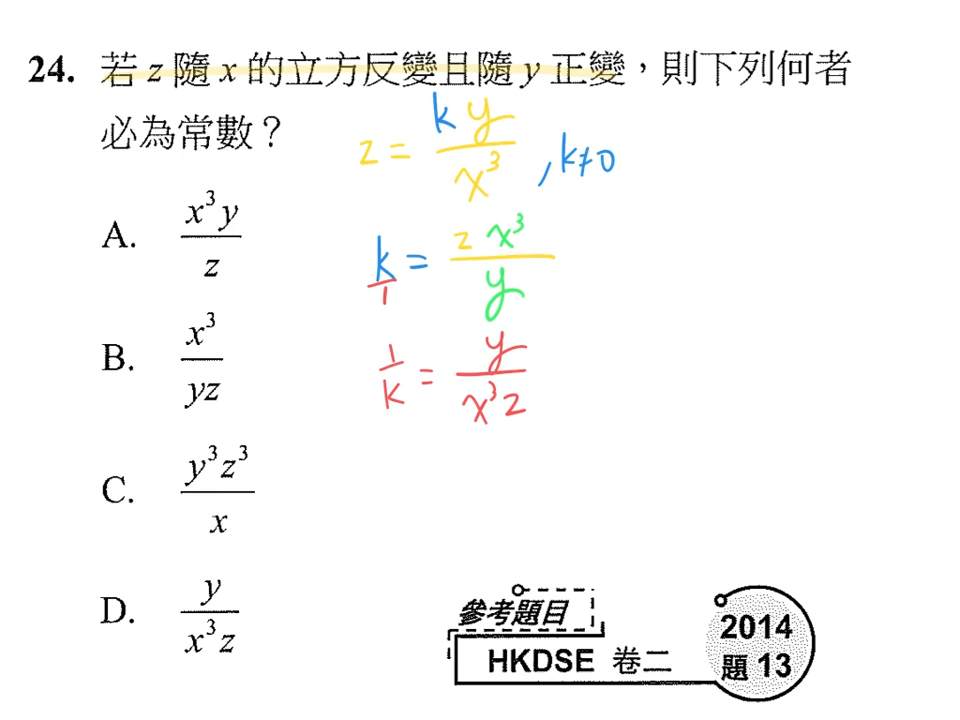 24. 若 z 隨 x 的立方反變且隨 y 正變，則下列何者
必為常數？
z = ky/x³ , k≠0
A. x³y/z
k/1 = zx³/y
B. x³/yz
1/k = y/x³z
C. y³z³/x
D. y/x³z
參考題目
HKDSE 卷二
2014
題 13